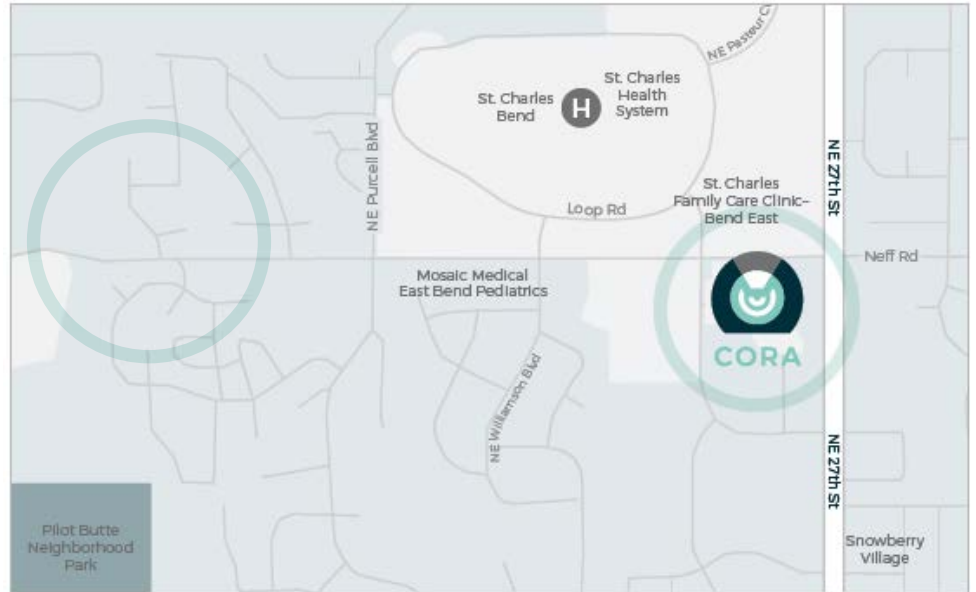 NE Pasteur
St. Charles
Bend
H
St. Charles
Health
System
NE Purcell Blvd
NE 27th St
Loop Rd
St. Charles
Family Care Clinic–
Bend East
Neff Rd
Mosaic Medical
East Bend Pediatrics
CORA
NE Williamson Blvd
NE 27th St
Pilot Butte
Neighborhood
Park
Snowberry
Village